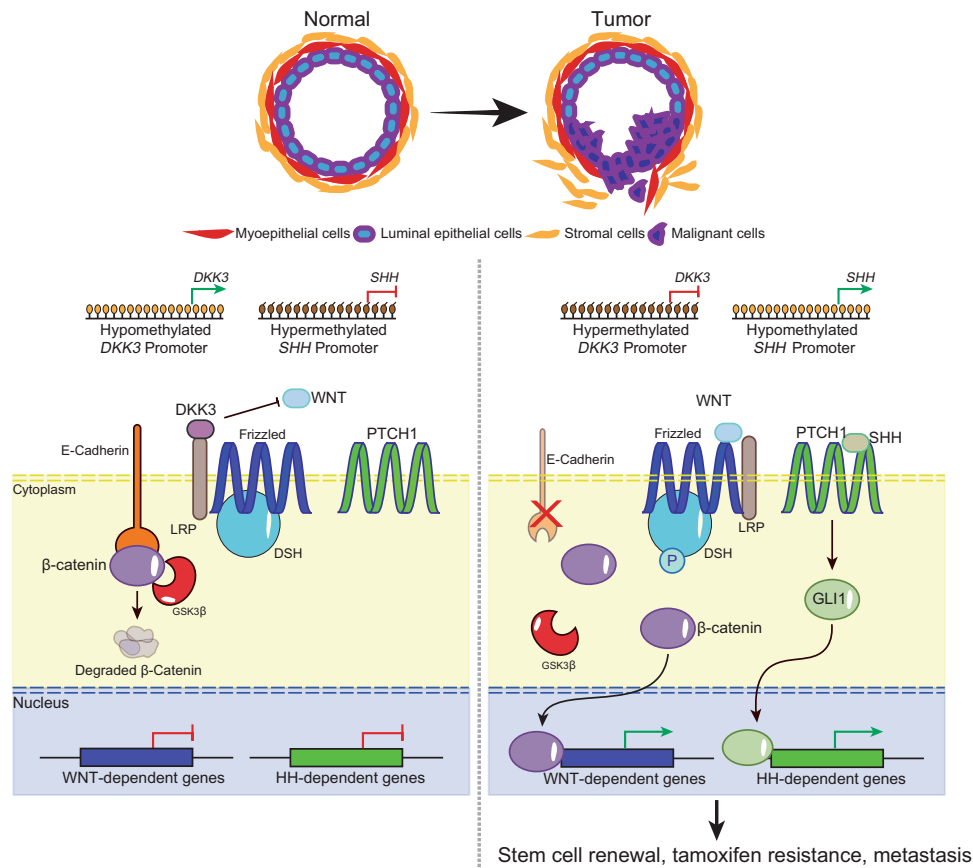 Normal
Tumor
Myoepithelial cells
Luminal epithelial cells
Stromal cells
Malignant cells
DKK3
Hypomethylated
DKK3 Promoter
SHH
Hypermethylated
SHH Promoter
DKK3
Hypermethylated
DKK3 Promoter
SHH
Hypomethylated
SHH Promoter
WNT
DKK3
Frizzled
PTCH1
E-Cadherin
Cytoplasm
LRP
DSH
β-catenin
GSK3β
Degraded β-Catenin
Nucleus
WNT-dependent genes
HH-dependent genes
WNT
Frizzled
PTCH1
SHH
E-Cadherin
LRP
DSH
P
GLI1
β-catenin
GSK3β
WNT-dependent genes
HH-dependent genes
Stem cell renewal, tamoxifen resistance, metastasis